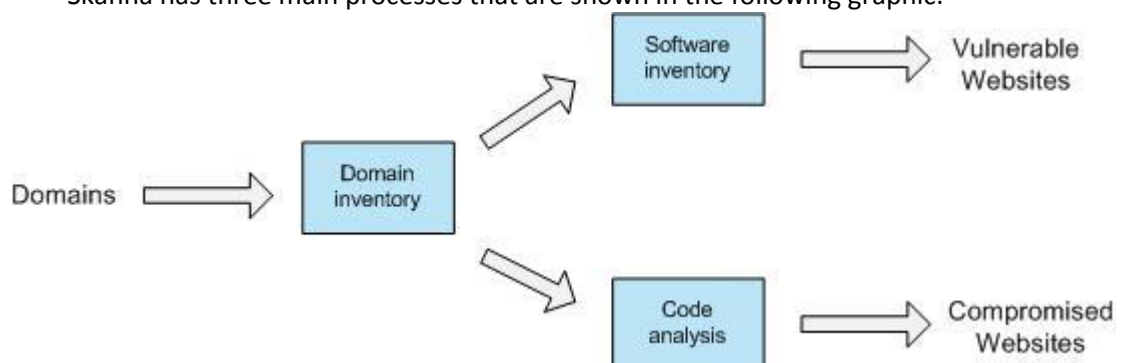 Skanna has three main processes that are shown in the following graphic.
Software
inventory
Vulnerable
Websites
Domains
Domain
inventory
Code
analysis
Compromised
Websites